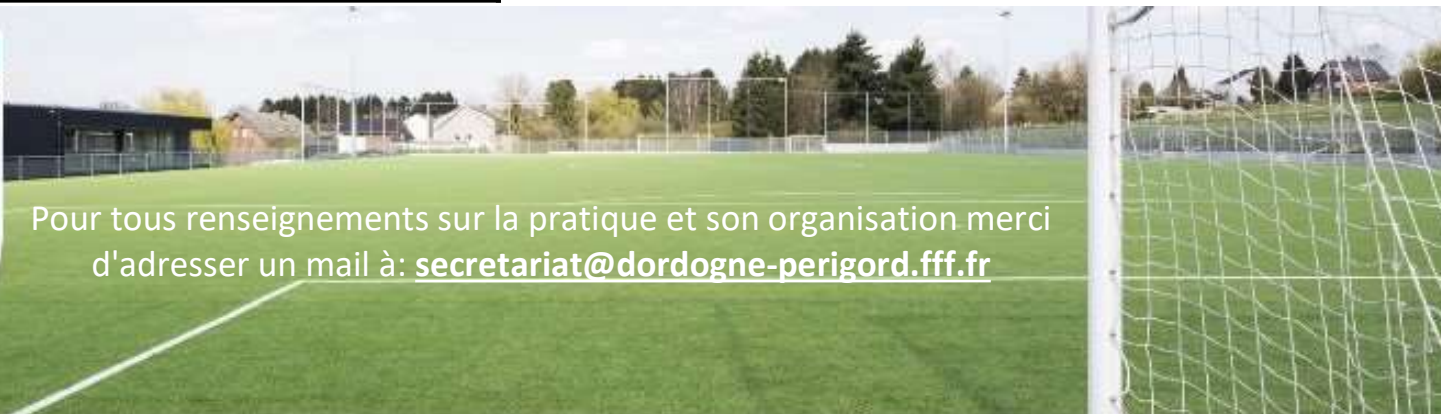 Pour tous renseignements sur la pratique et son organisation merci
d'adresser un mail à: secretariat@dordogne-perigord.fff.fr